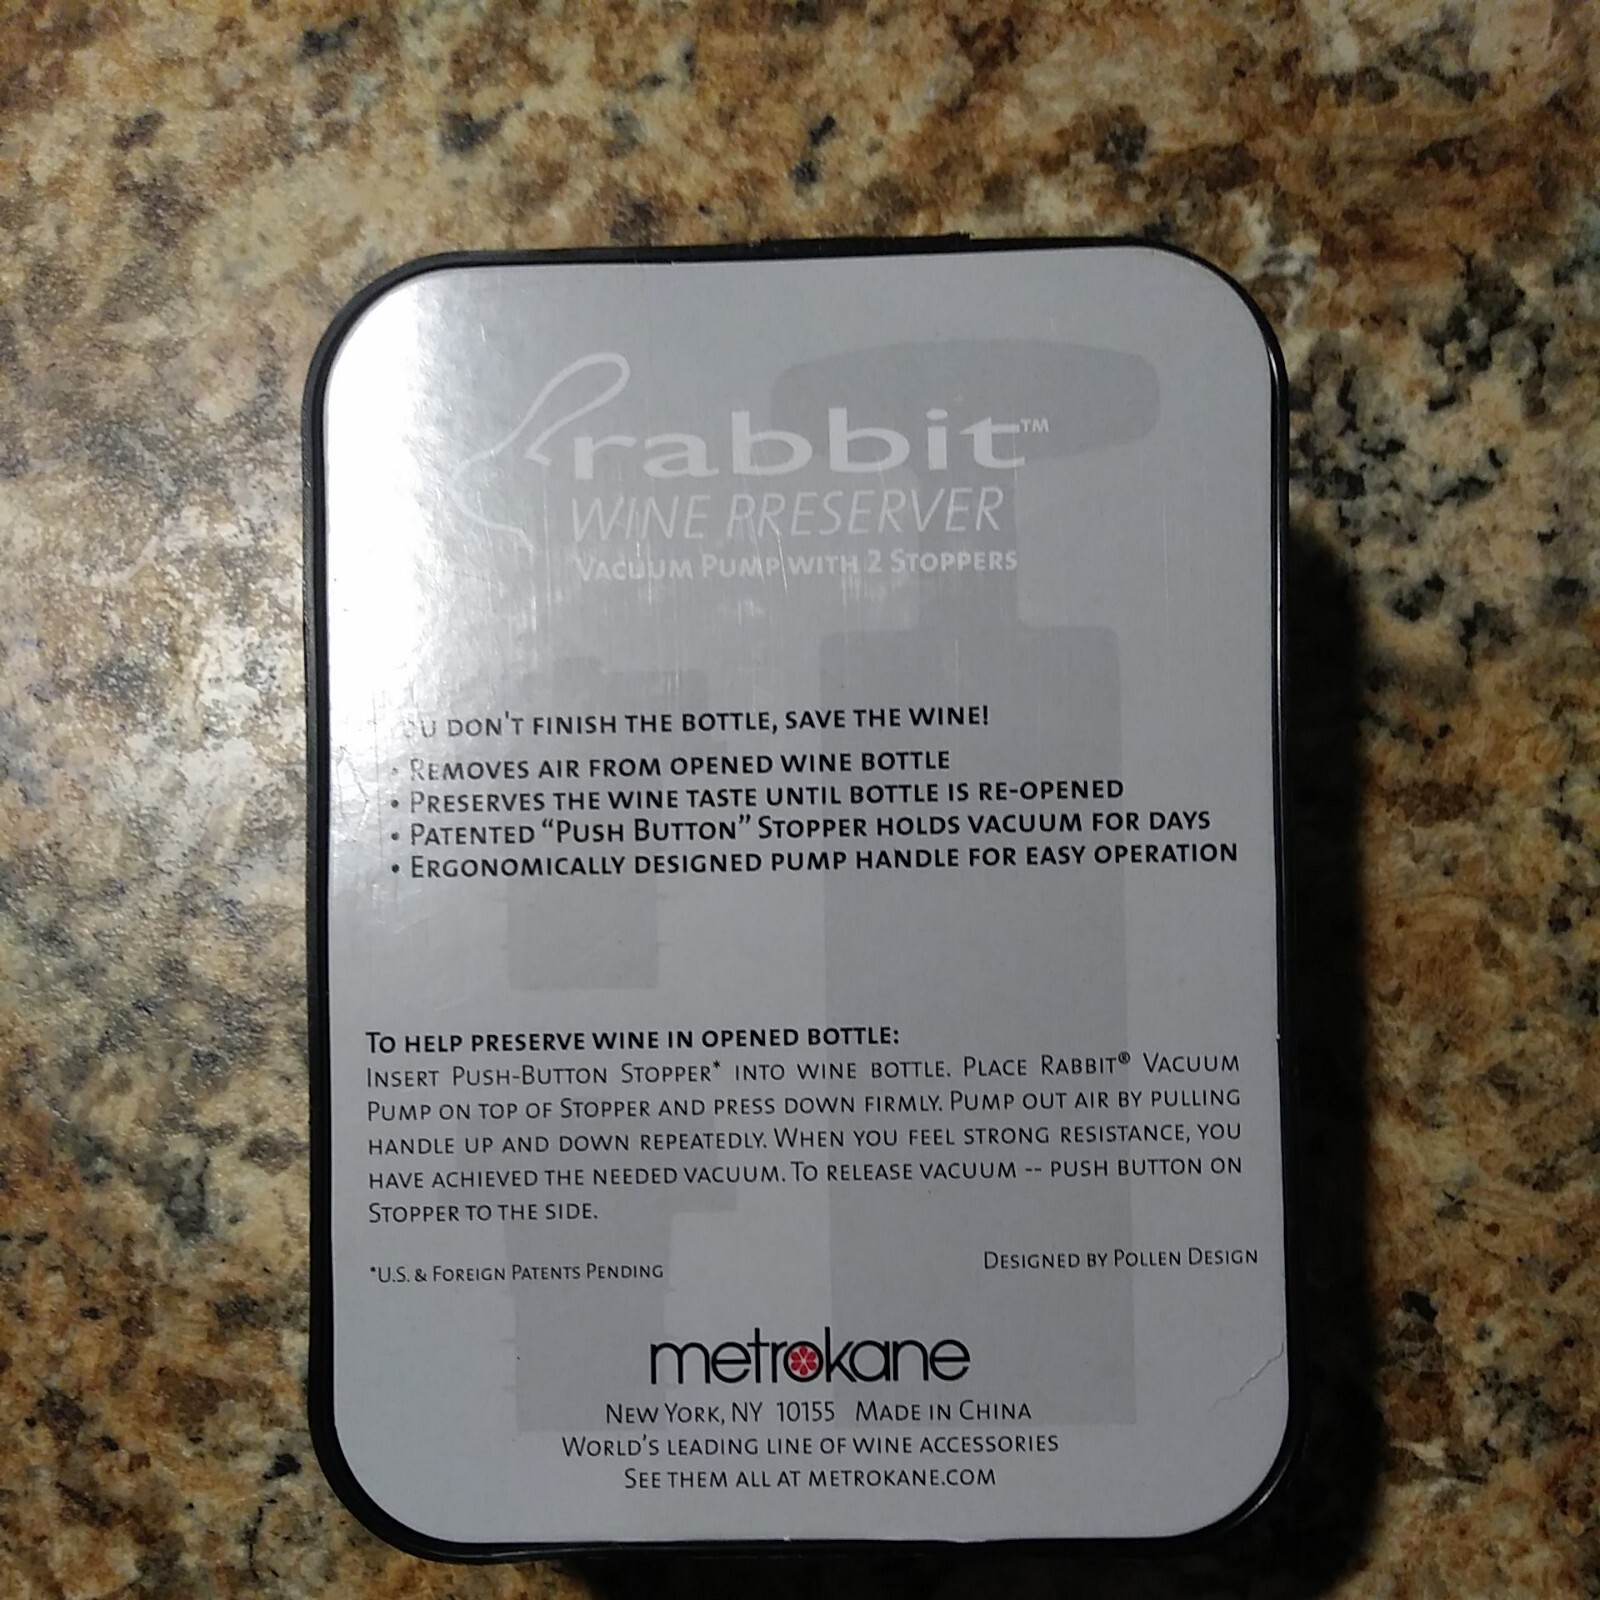 rabbit™
WINE PRESERVER
VACUUM PUMP WITH 2 STOPPERS
DON'T FINISH THE BOTTLE, SAVE THE WINE!
• REMOVES AIR FROM OPENED WINE BOTTLE
• PRESERVES THE WINE TASTE UNTIL BOTTLE IS RE-OPENED
• PATENTED “PUSH BUTTON” STOPPER HOLDS VACUUM FOR DAYS
• ERGONOMICALLY DESIGNED PUMP HANDLE FOR EASY OPERATION
TO HELP PRESERVE WINE IN OPENED BOTTLE:
INSERT PUSH-BUTTON STOPPER* INTO WINE BOTTLE. PLACE RABBIT® VACUUM
PUMP ON TOP OF STOPPER AND PRESS DOWN FIRMLY. PUMP OUT AIR BY PULLING
HANDLE UP AND DOWN REPEATEDLY. WHEN YOU FEEL STRONG RESISTANCE, YOU
HAVE ACHIEVED THE NEEDED VACUUM. TO RELEASE VACUUM -- PUSH BUTTON ON
STOPPER TO THE SIDE.
*U.S. & FOREIGN PATENTS PENDING
DESIGNED BY POLLEN DESIGN
metrokane
NEW YORK, NY 10155 MADE IN CHINA
WORLD'S LEADING LINE OF WINE ACCESSORIES
SEE THEM ALL AT METROKANE.COM